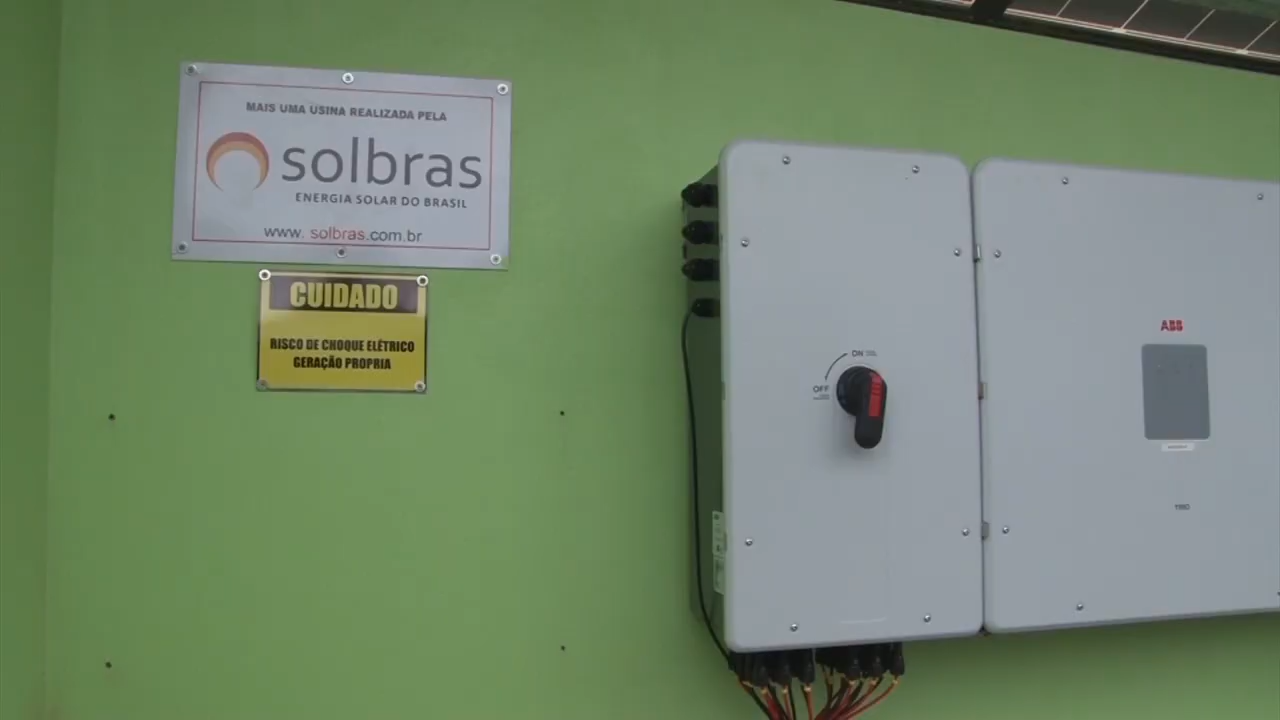 MAIS UMA USINA REALIZADA PELA
solbras
ENERGIA SOLAR DO BRASIL
www. solbras.com.br
CUIDADO
RISCO DE CHOQUE ELÉTRICO
GERAÇÃO PROPRIA
ON
OFF
ABB